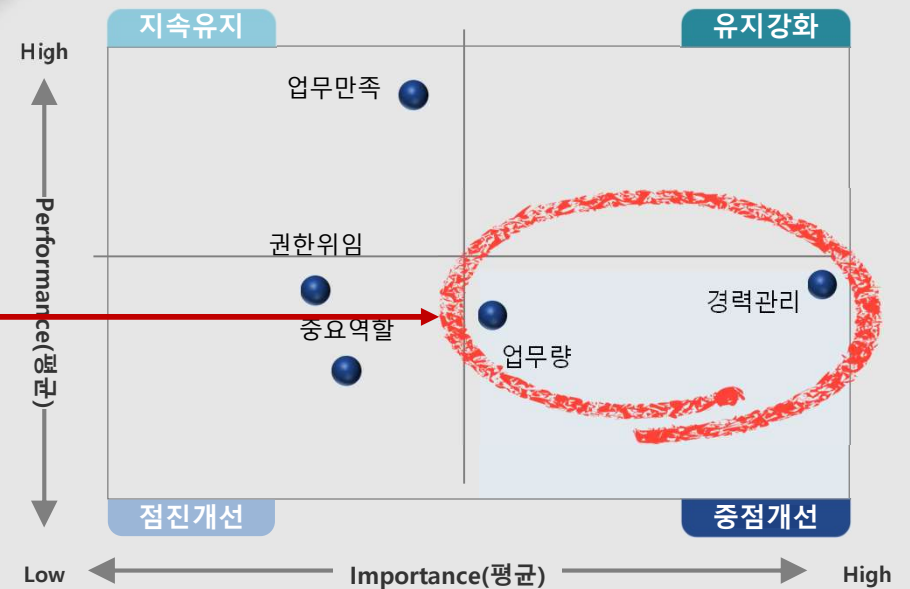 지속유지
유지강화
High
업무만족
Performance(평균)
권한위임
경력관리
중요역할
업무량
점진개선
중점개선
Low
Importance(평균)
High